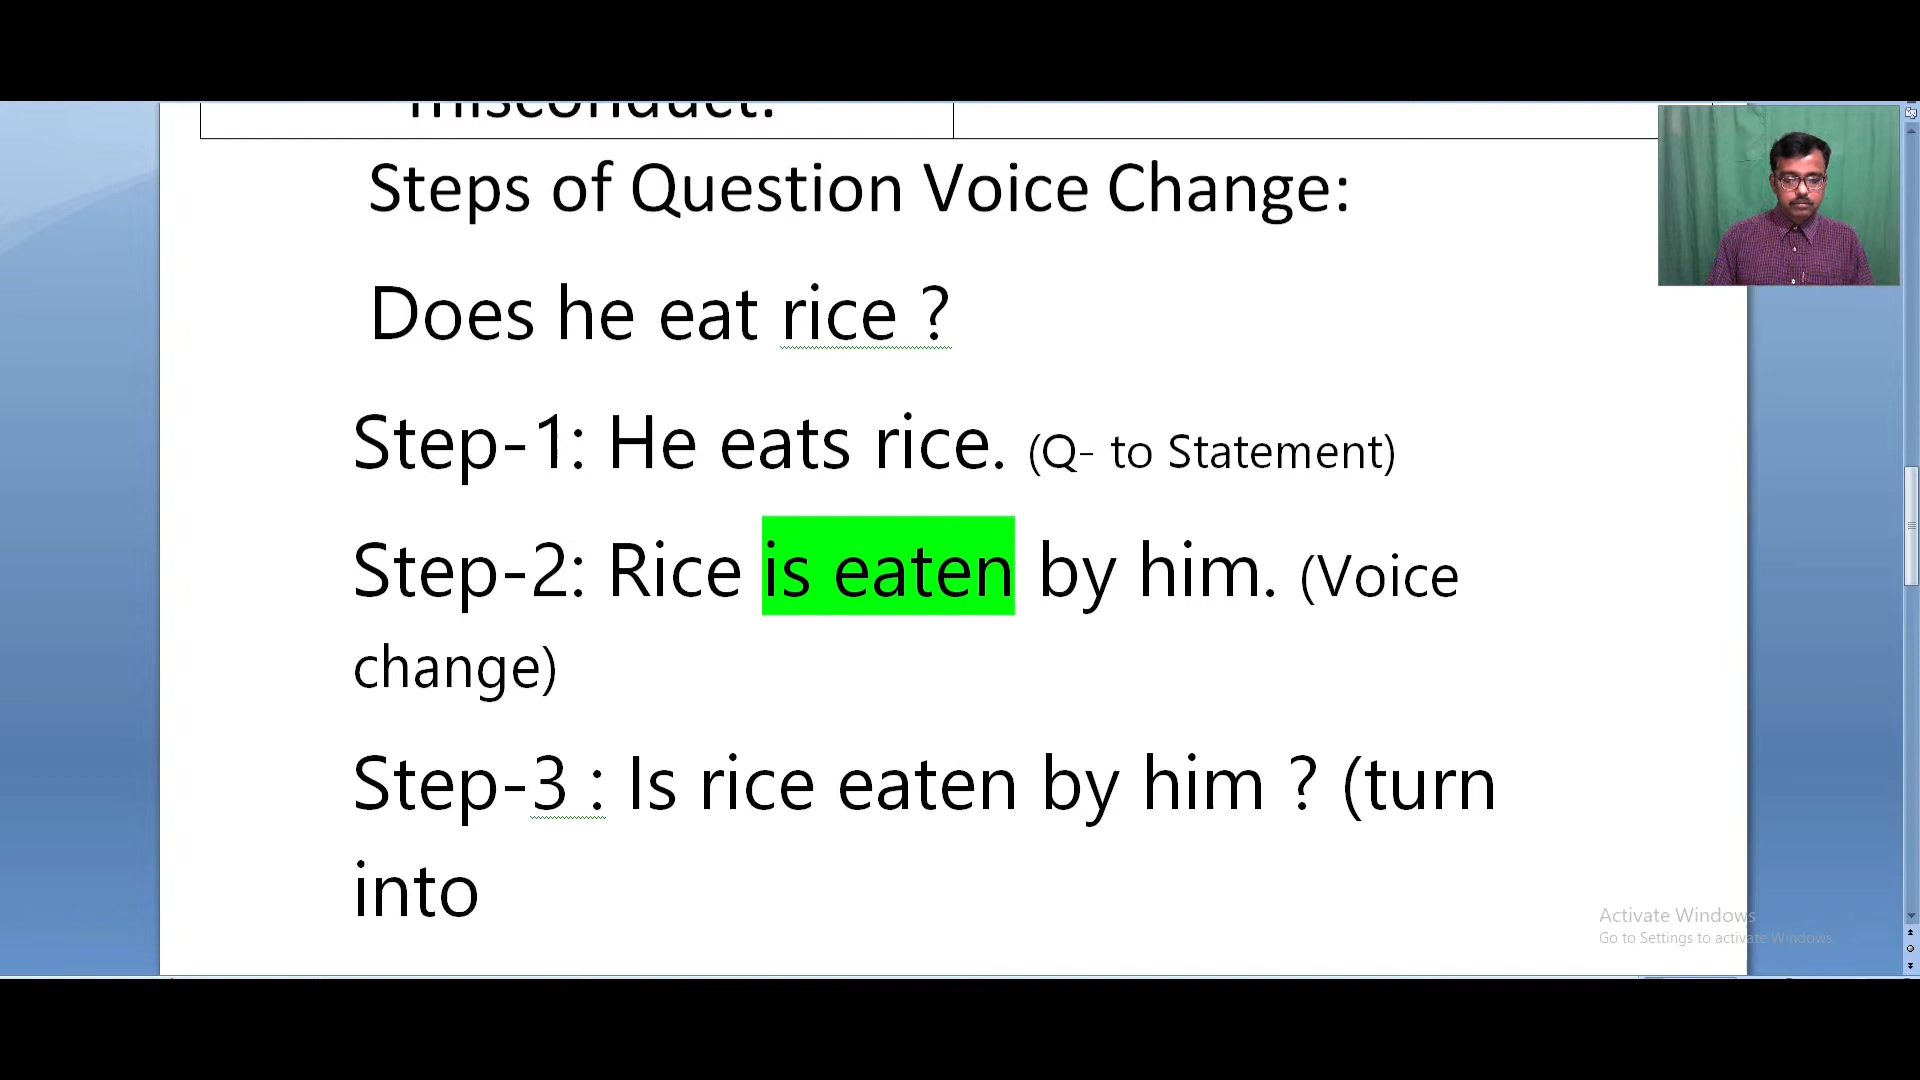 misconduct.
Steps of Question Voice Change:
Does he eat rice ?
Step-1: He eats rice. (Q- to Statement)
Step-2: Rice is eaten by him. (Voice
change)
Step-3 : Is rice eaten by him ? (turn
into
Activate Windows
Go to Settings to activate Windows.